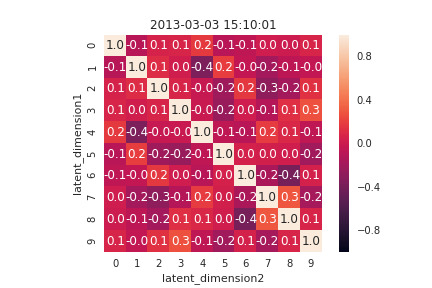 2013-03-03 15:10:01
latent_dimension1
0 1.0 -0.1 0.1 0.1 0.2 -0.1 -0.1 0.0 0.0 0.1
1 -0.1 1.0 0.1 0.0 -0.4 0.2 -0.0 -0.2 -0.1 -0.0
2 0.1 0.1 1.0 0.1 -0.0 -0.2 0.2 -0.3 -0.2 0.1
3 0.1 0.0 0.1 1.0 -0.0 -0.2 0.0 -0.1 0.1 0.3
4 0.2 -0.4 -0.0 -0.0 1.0 -0.1 -0.1 0.2 0.1 -0.1
5 -0.1 0.2 -0.2 -0.2 -0.1 1.0 0.0 0.0 0.0 -0.2
6 -0.1 -0.0 0.2 0.0 -0.1 0.0 1.0 -0.2 -0.4 0.1
7 0.0 -0.2 -0.3 -0.1 0.2 0.0 -0.2 1.0 0.3 -0.2
8 0.0 -0.1 -0.2 0.1 0.1 0.0 -0.4 0.3 1.0 0.1
9 0.1 -0.0 0.1 0.3 -0.1 -0.2 0.1 -0.2 0.1 1.0
0 1 2 3 4 5 6 7 8 9
latent_dimension2
0.8
0.4
0.0
−0.4
−0.8